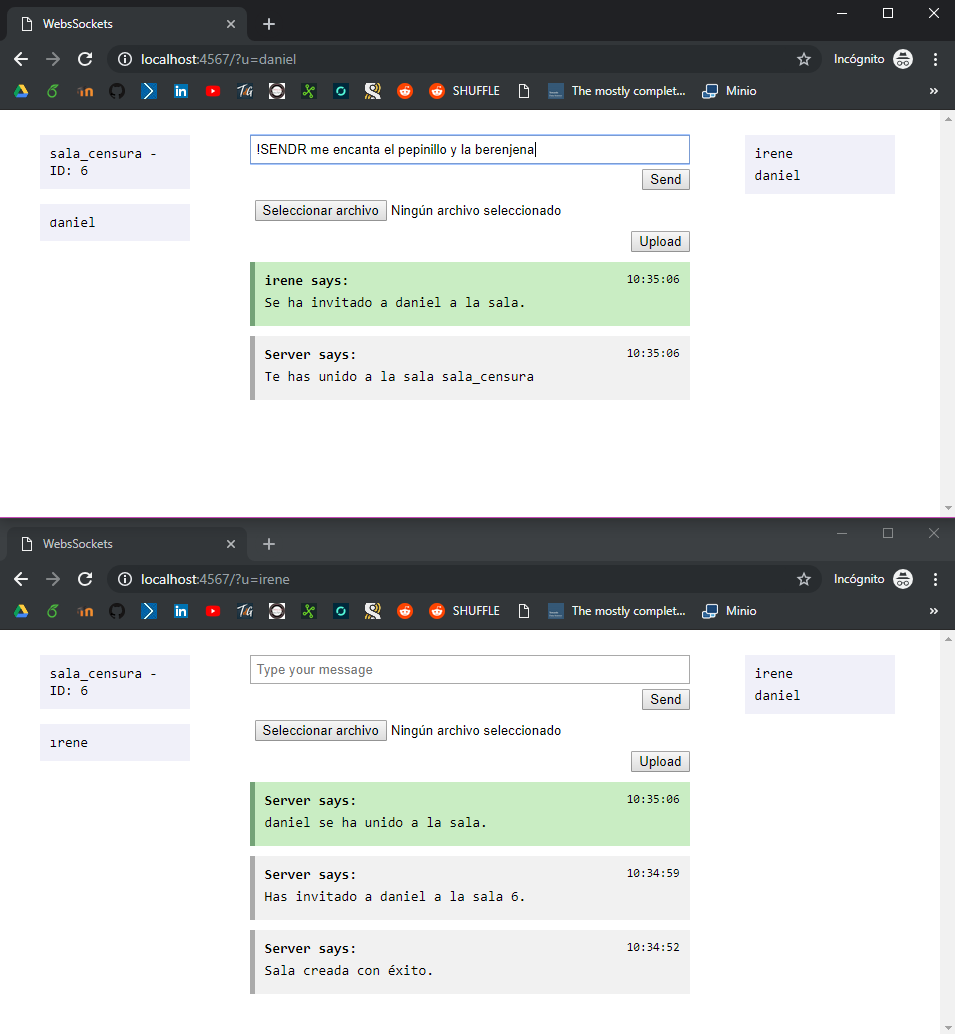 WebsSockets
localhost:4567/?u=daniel
Incógnito
SHUFFLE
The mostly complet...
Minio
»
sala_censura -
ID: 6
daniel
!SENDR me encanta el pepinillo y la berenjena
Send
Seleccionar archivo Ningún archivo seleccionado
Upload
irene says: 10:35:06
Se ha invitado a daniel a la sala.
Server says: 10:35:06
Te has unido a la sala sala_censura
irene
daniel
WebsSockets
localhost:4567/?u=irene
Incógnito
SHUFFLE
The mostly complet...
Minio
»
sala_censura -
ID: 6
irene
Type your message
Send
Seleccionar archivo Ningún archivo seleccionado
Upload
Server says: 10:35:06
daniel se ha unido a la sala.
Server says: 10:34:59
Has invitado a daniel a la sala 6.
Server says: 10:34:52
Sala creada con éxito.
irene
daniel